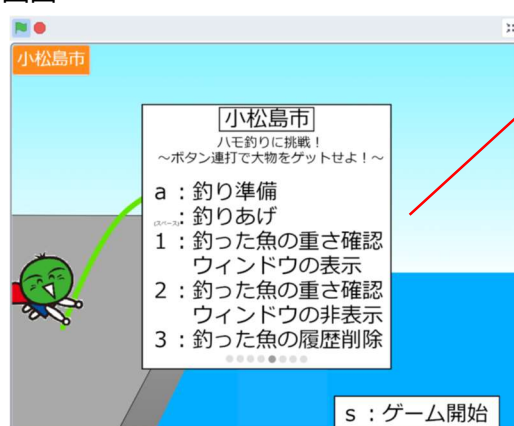 小松島市
小松島市
ハモ釣りに挑戦！
～ボタン連打で大物をゲットせよ！～
a：釣り準備
(スペース)：釣りあげ
1：釣った魚の重さ確認
ウィンドウの表示
2：釣った魚の重さ確認
ウィンドウの非表示
3：釣った魚の履歴削除
s：ゲーム開始